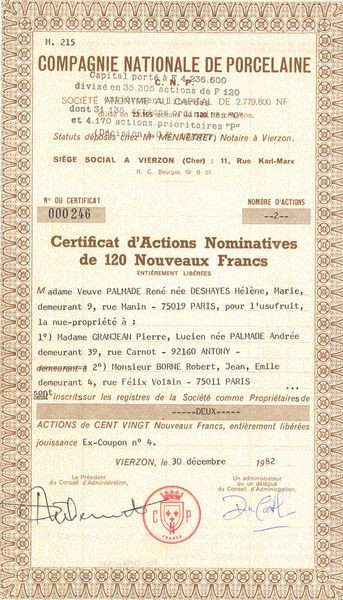 M. 215
COMPAGNIE NATIONALE DE PORCELAINE
C. N. P.
Capital porté à F 4.236.600
divisé en 35.305 actions de F 120
SOCIÉTÉ ANONYME AU CAPITAL DE 2.779.800 NF
dont 31.135 actions "O"
et 4.170 actions prioritaires "P"
Statuts déposés chez Me MENNETRET, Notaire à Vierzon.
SIÈGE SOCIAL A VIERZON (Cher) : 11, Rue Karl-Marx
R. C. Bourges 59 B 51
N° DU CERTIFICAT
000246
NOMBRE D'ACTIONS
--2--
Certificat d'Actions Nominatives
de 120 Nouveaux Francs
ENTIÈREMENT LIBÉRÉES
Madame Veuve PALMADE René née DESHAYES Hélène, Marie,
demeurant 9, rue Manin - 75019 PARIS, pour l'usufruit,
la nue-propriété à :
1°) Madame GRANJEAN Pierre, Lucien née PALMADE Andrée
demeurant 39, rue Carnot - 92160 ANTONY -
demeurant à 2°) Monsieur BORNE Robert, Jean, Emile
demeurant 4, rue Félix Voisin - 75011 PARIS ---
sont inscrits sur les registres de la Société comme Propriétaires de
-----DEUX-----
ACTIONS de CENT VINGT Nouveaux Francs, entièrement libérées
jouissance Ex-Coupon n° 4.
VIERZON, le 30 décembre 1982
Le Président
du Conseil d'Administration,
Un administrateur
ou un délégué
du Conseil d'Administration,
C P
FRANCE